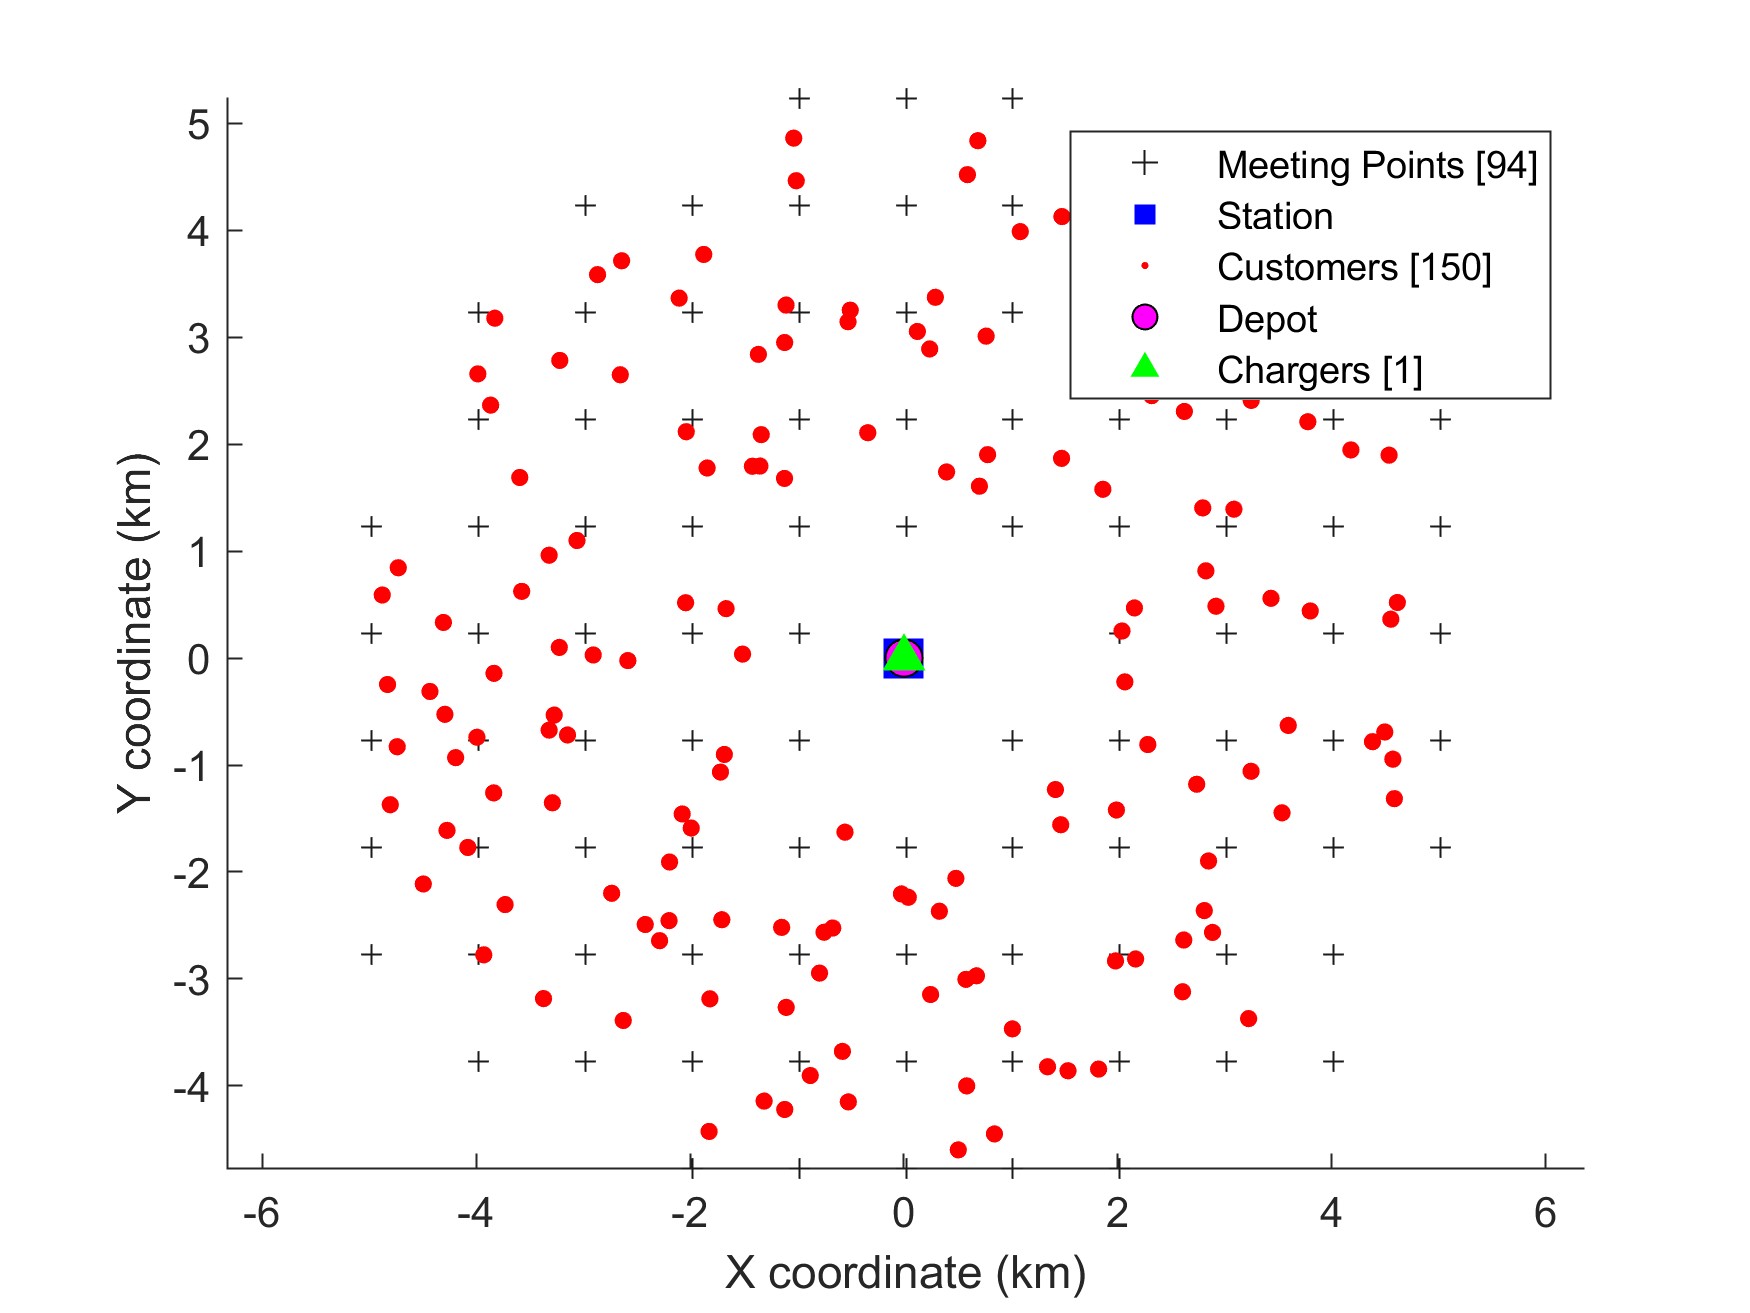 5
4
3
2
1
0
-1
-2
-3
-4
Y coordinate (km)
Meeting Points [94]
Station
Customers [150]
Depot
Chargers [1]
-6 -4 -2 0 2 4 6
X coordinate (km)